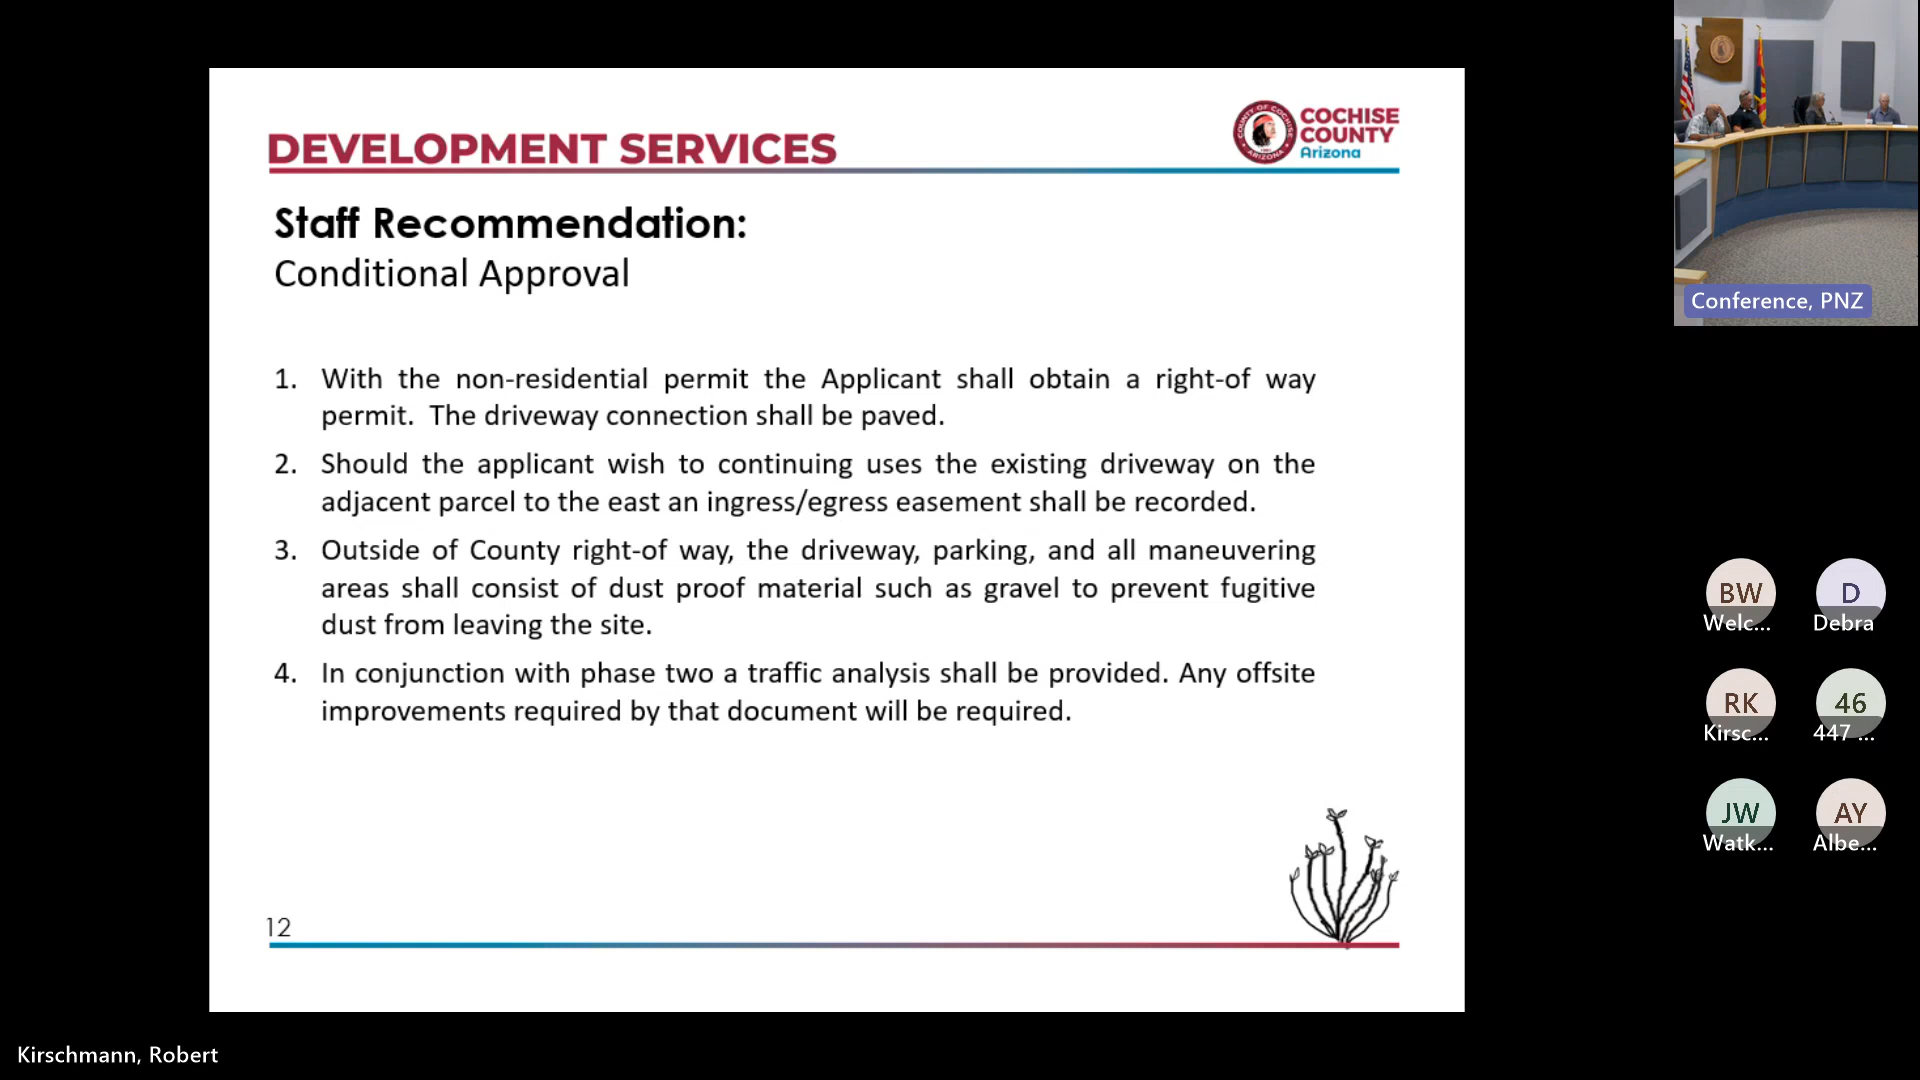 DEVELOPMENT SERVICES
COCHISE
COUNTY
Arizona
Staff Recommendation:
Conditional Approval
1. With the non-residential permit the Applicant shall obtain a right-of way
permit.  The driveway connection shall be paved.
2. Should the applicant wish to continuing uses the existing driveway on the
adjacent parcel to the east an ingress/egress easement shall be recorded.
3. Outside of County right-of way, the driveway, parking, and all maneuvering
areas shall consist of dust proof material such as gravel to prevent fugitive
dust from leaving the site.
4. In conjunction with phase two a traffic analysis shall be provided. Any offsite
improvements required by that document will be required.
12
Conference, PNZ
BW
Welc...
D
Debra
RK
Kirsc...
46
447 ...
JW
Watk...
AY
Albe...
Kirschmann, Robert